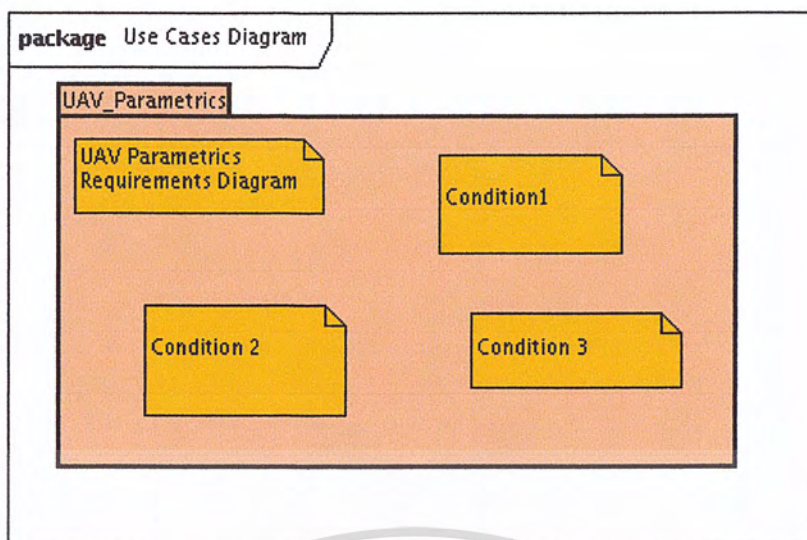 package Use Cases Diagram
UAV_Parametrics
UAV Parametrics
Requirements Diagram
Condition1
Condition 2
Condition 3